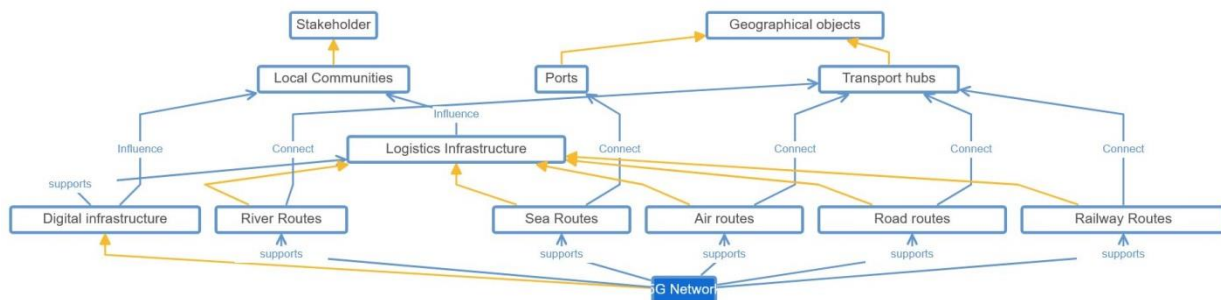 Stakeholder
Geographical objects
Local Communities
Ports
Transport hubs
Influence
Influence
Connect
Logistics Infrastructure
Connect
Connect
Connect
Connect
supports
Digital infrastructure
River Routes
Sea Routes
Air routes
Road routes
Railway Routes
supports
supports
supports
supports
supports
G Network